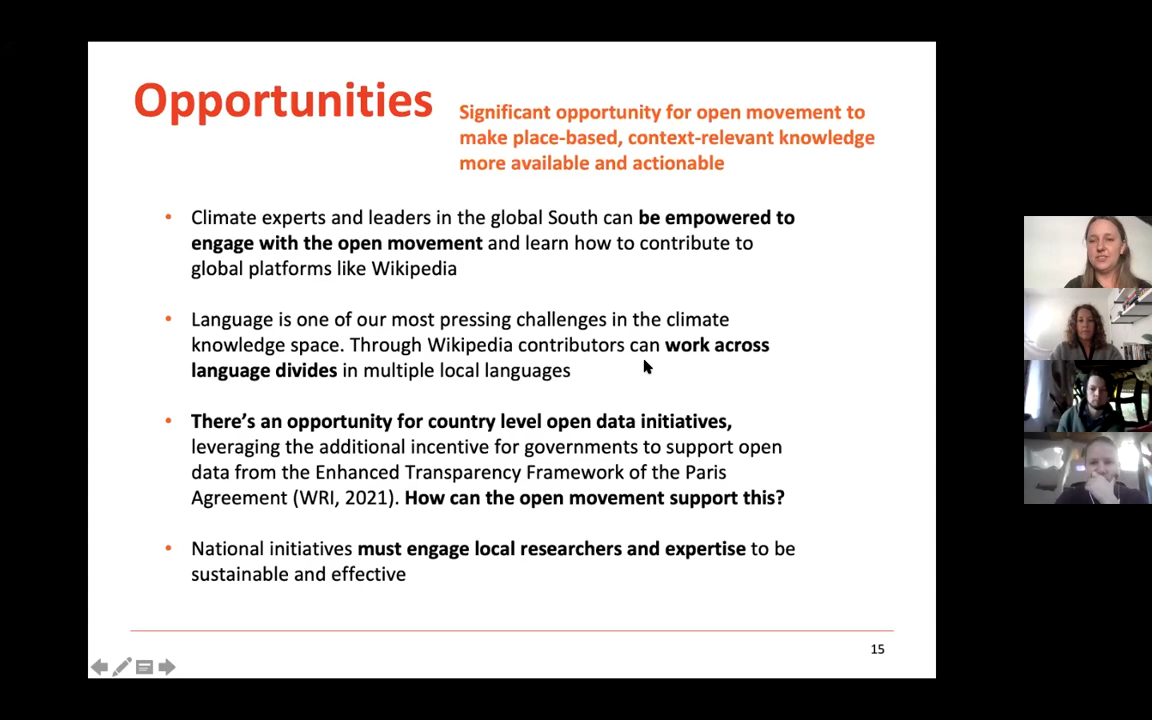 Opportunities
Significant opportunity for open movement to
make place-based, context-relevant knowledge
more available and actionable
• Climate experts and leaders in the global South can be empowered to
engage with the open movement and learn how to contribute to
global platforms like Wikipedia
• Language is one of our most pressing challenges in the climate
knowledge space. Through Wikipedia contributors can work across
language divides in multiple local languages
• There's an opportunity for country level open data initiatives,
leveraging the additional incentive for governments to support open
data from the Enhanced Transparency Framework of the Paris
Agreement (WRI, 2021). How can the open movement support this?
• National initiatives must engage local researchers and expertise to be
sustainable and effective
15